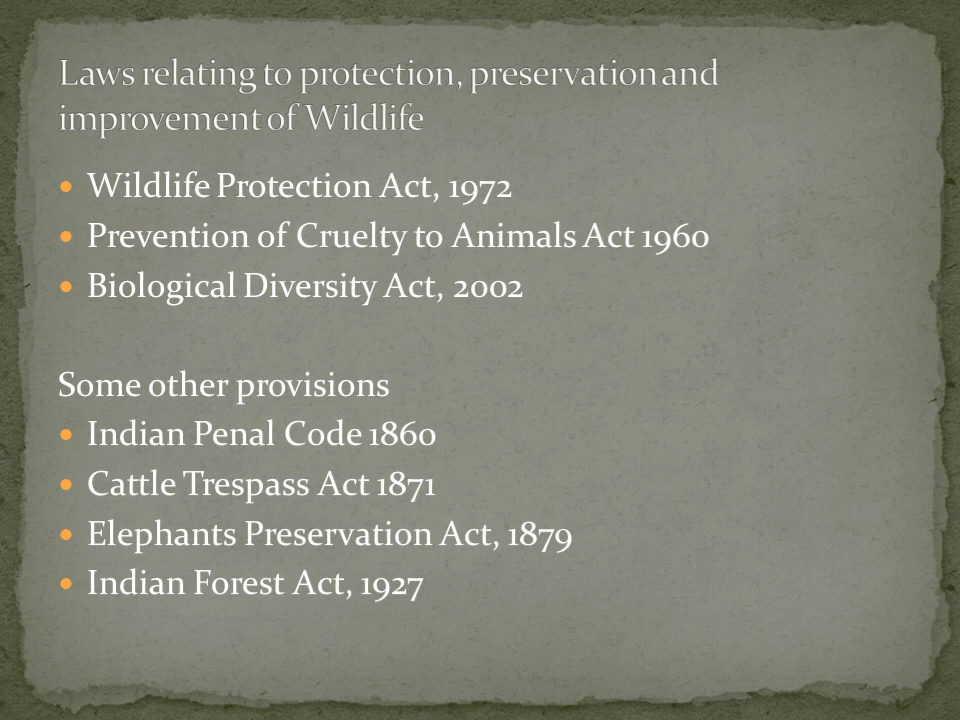 Laws relating to protection, preservation and
improvement of Wildlife
• Wildlife Protection Act, 1972
• Prevention of Cruelty to Animals Act 1960
• Biological Diversity Act, 2002
Some other provisions
• Indian Penal Code 1860
• Cattle Trespass Act 1871
• Elephants Preservation Act, 1879
• Indian Forest Act, 1927